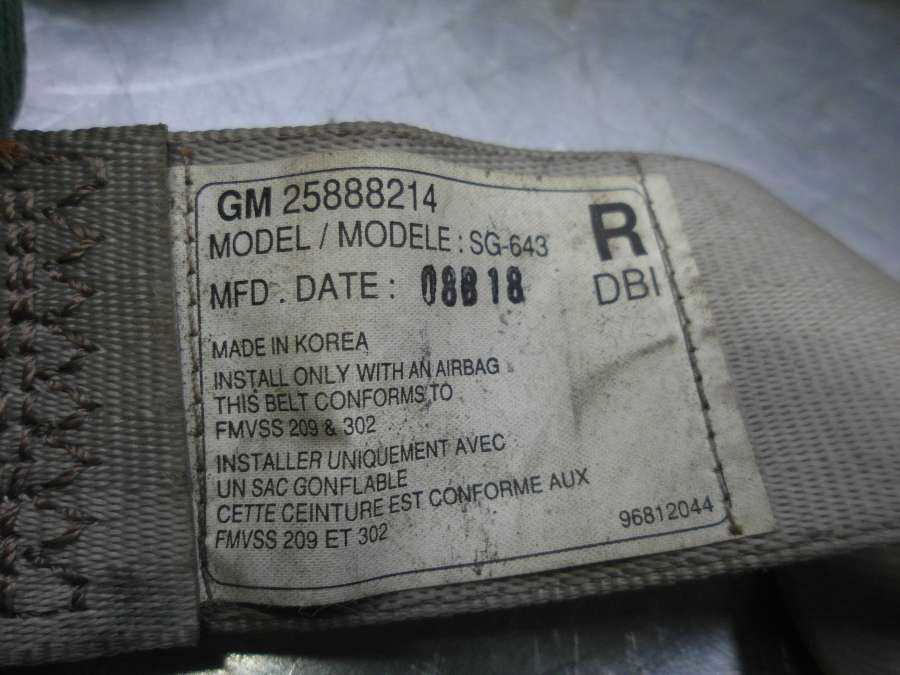 GM 25888214
MODEL / MODELE : SG-643
R
MFD . DATE : 08B18
DBI
MADE IN KOREA
INSTALL ONLY WITH AN AIRBAG
THIS BELT CONFORMS TO
FMVSS 209 & 302
INSTALLER UNIQUEMENT AVEC
UN SAC GONFLABLE
CETTE CEINTURE EST CONFORME AUX
FMVSS 209 ET 302
96812044